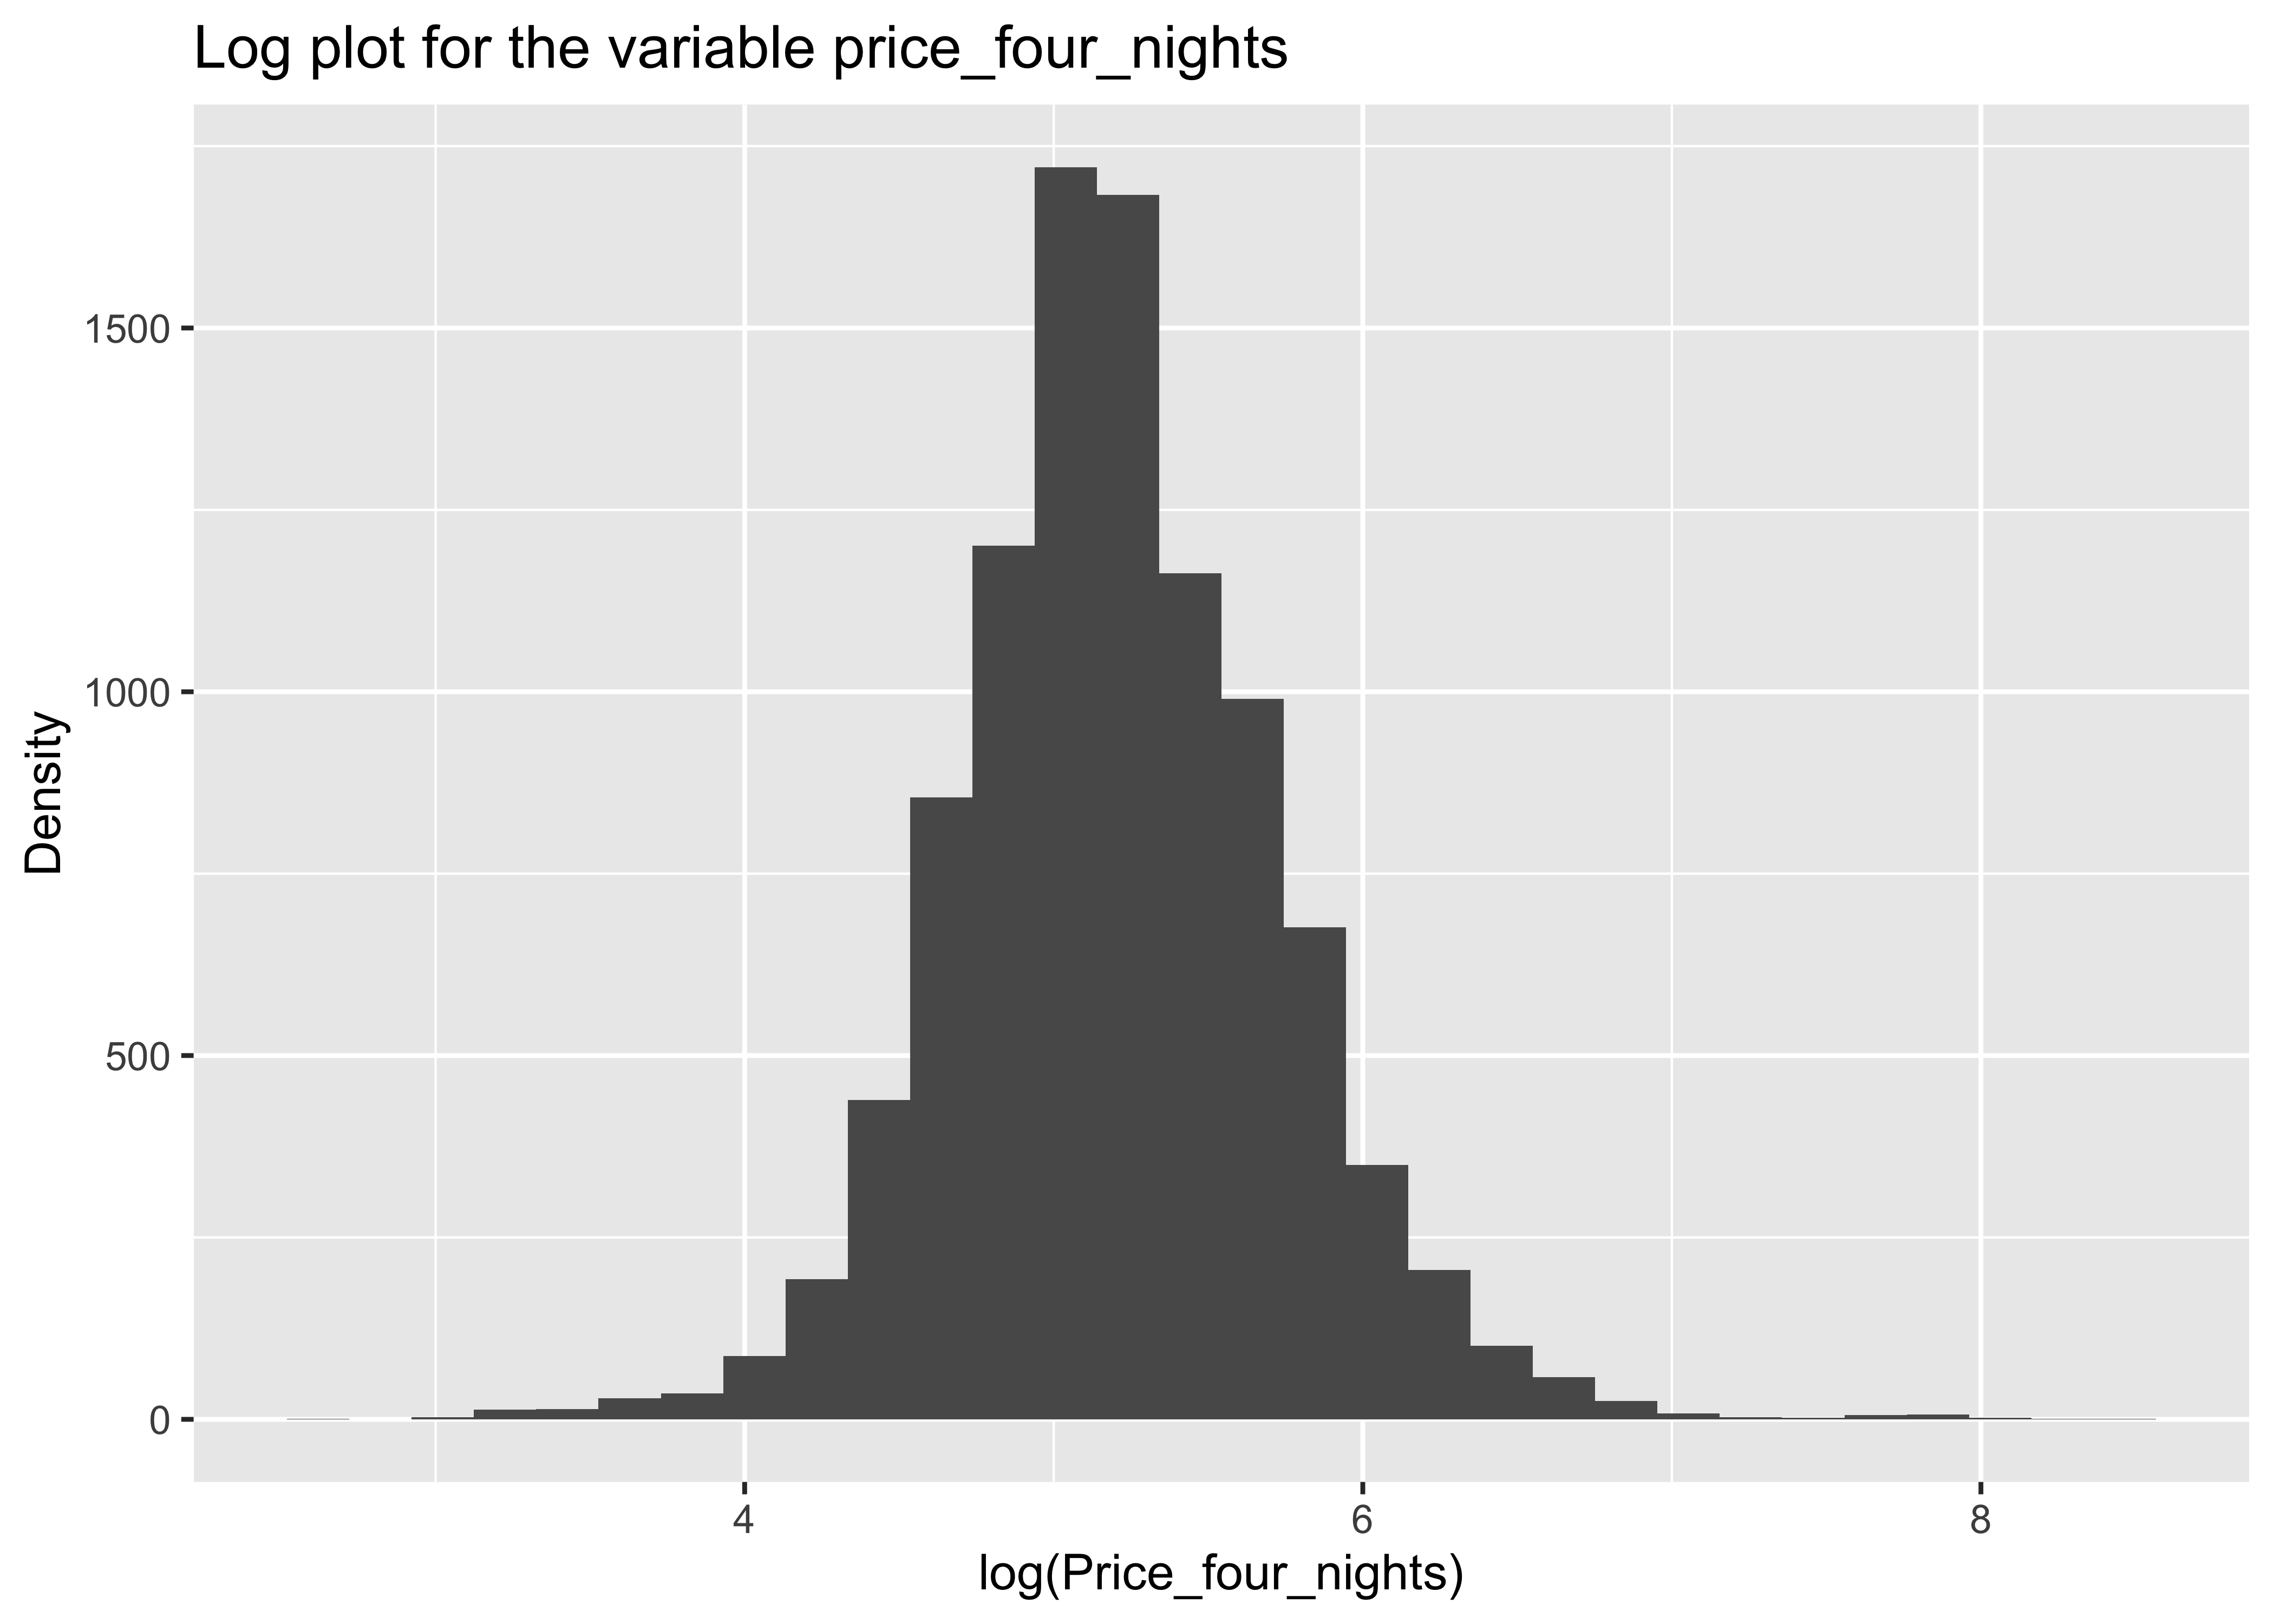 Log plot for the variable price_four_nights
Density
1500
1000
500
0
4
6
8
log(Price_four_nights)